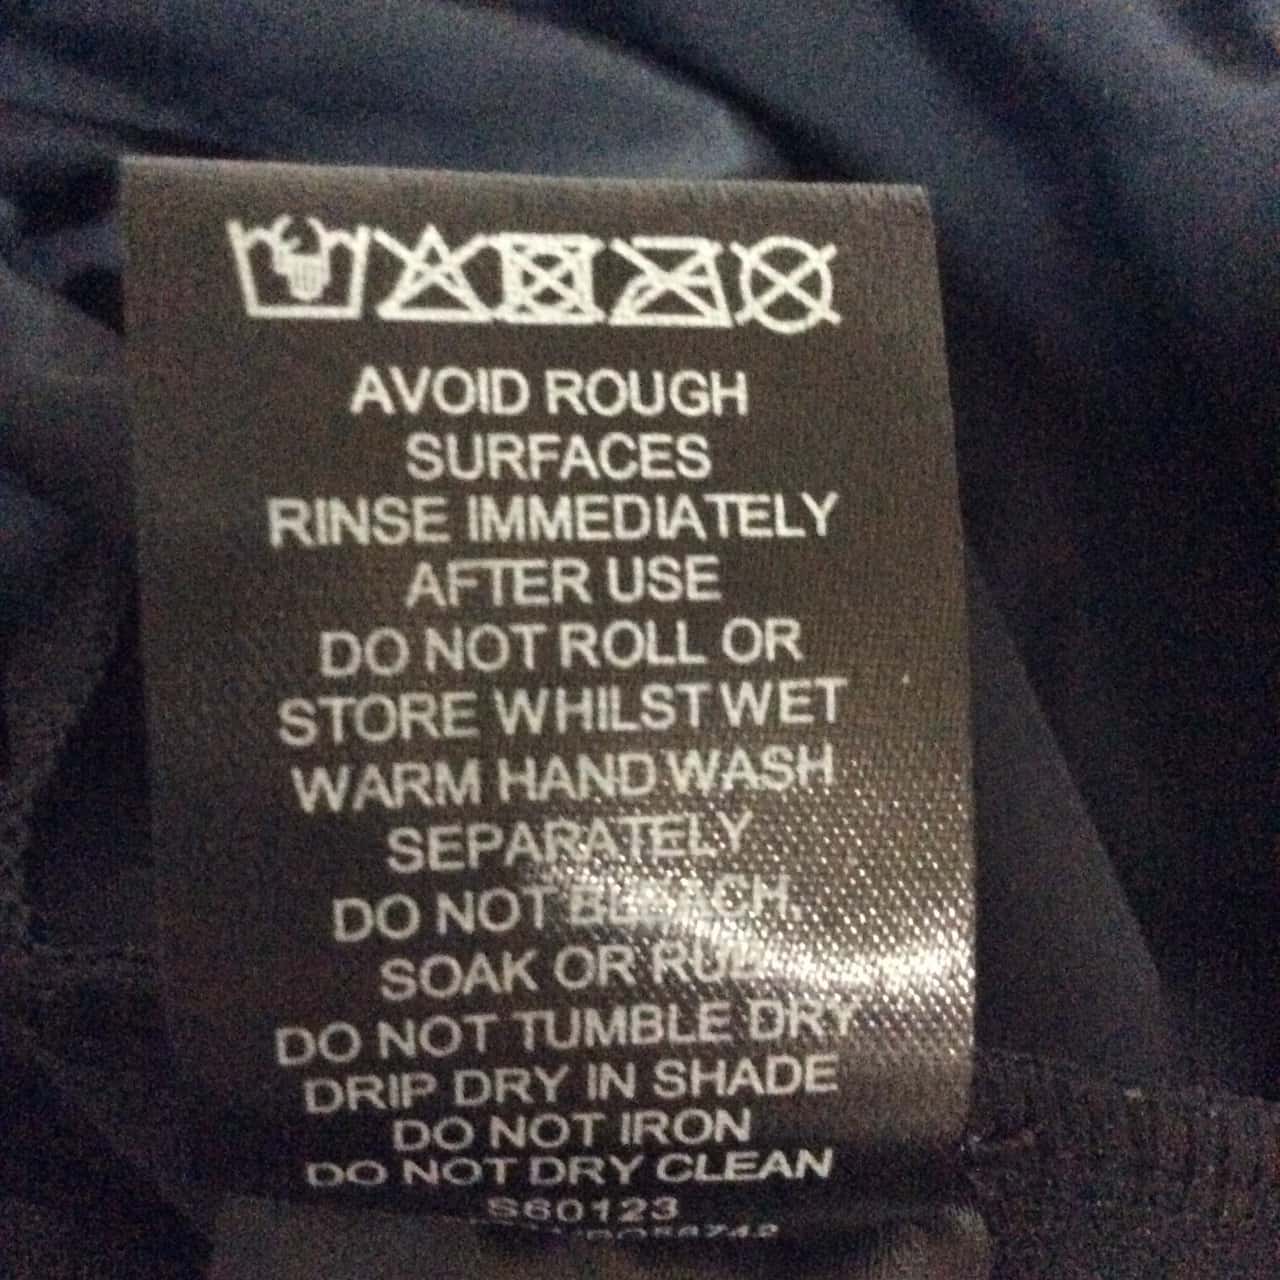 AVOID ROUGH
SURFACES
RINSE IMMEDIATELY
AFTER USE
DO NOT ROLL OR
STORE WHILST WET
WARM HAND WASH
SEPARATELY
DO NOT BLEACH,
SOAK OR RUB
DO NOT TUMBLE DRY
DRIP DRY IN SHADE
DO NOT IRON
DO NOT DRY CLEAN
S60123